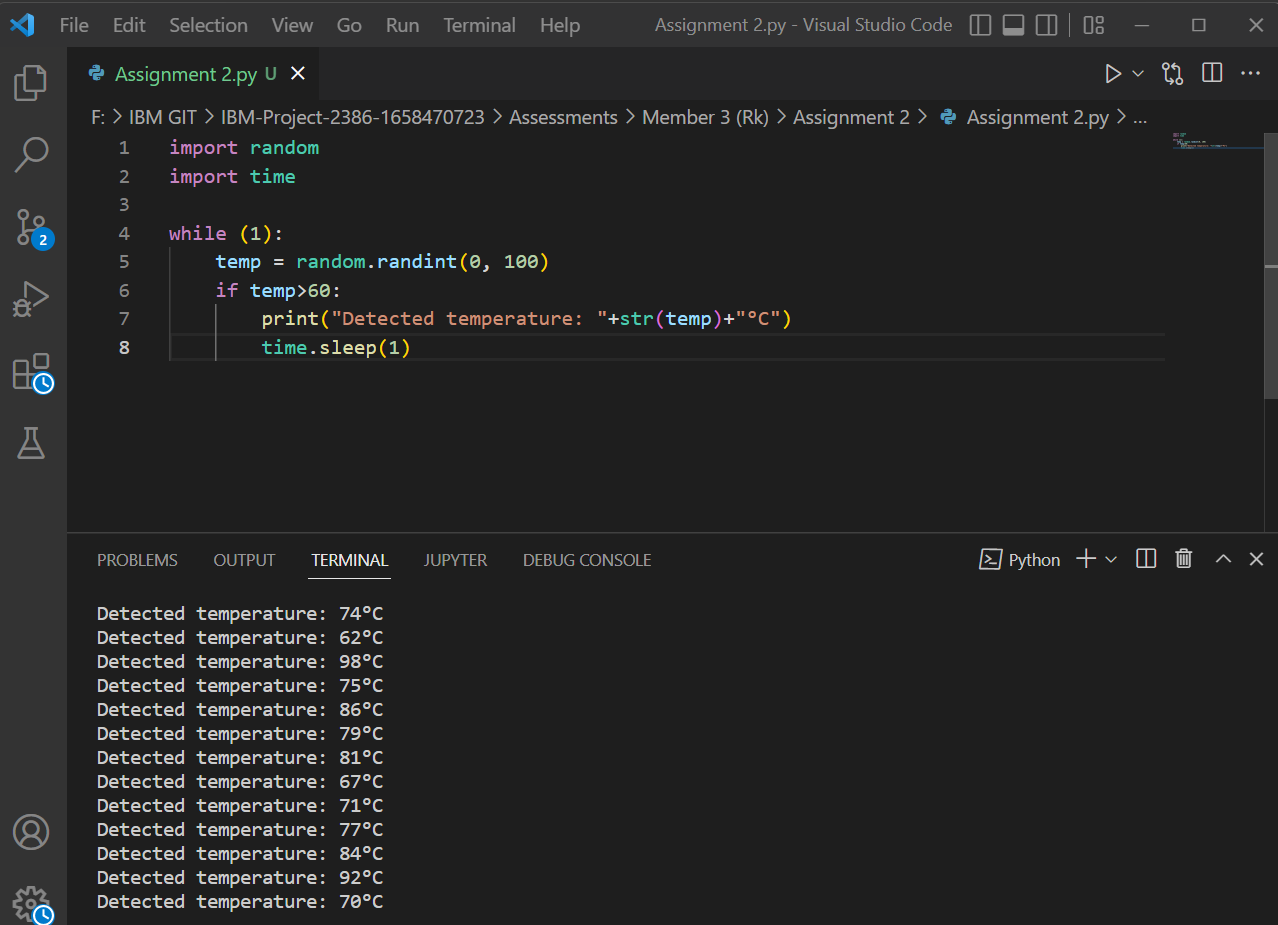 File Edit Selection View Go Run Terminal Help Assignment 2.py - Visual Studio Code
Assignment 2.py U
F: > IBM GIT > IBM-Project-2386-1658470723 > Assessments > Member 3 (Rk) > Assignment 2 > Assignment 2.py > ...
1 import random
2 import time
3
4 while (1):
5     temp = random.randint(0, 100)
6     if temp>60:
7         print("Detected temperature: "+str(temp)+"°C")
8         time.sleep(1)
2
PROBLEMS OUTPUT TERMINAL JUPYTER DEBUG CONSOLE Python
Detected temperature: 74°C
Detected temperature: 62°C
Detected temperature: 98°C
Detected temperature: 75°C
Detected temperature: 86°C
Detected temperature: 79°C
Detected temperature: 81°C
Detected temperature: 67°C
Detected temperature: 71°C
Detected temperature: 77°C
Detected temperature: 84°C
Detected temperature: 92°C
Detected temperature: 70°C